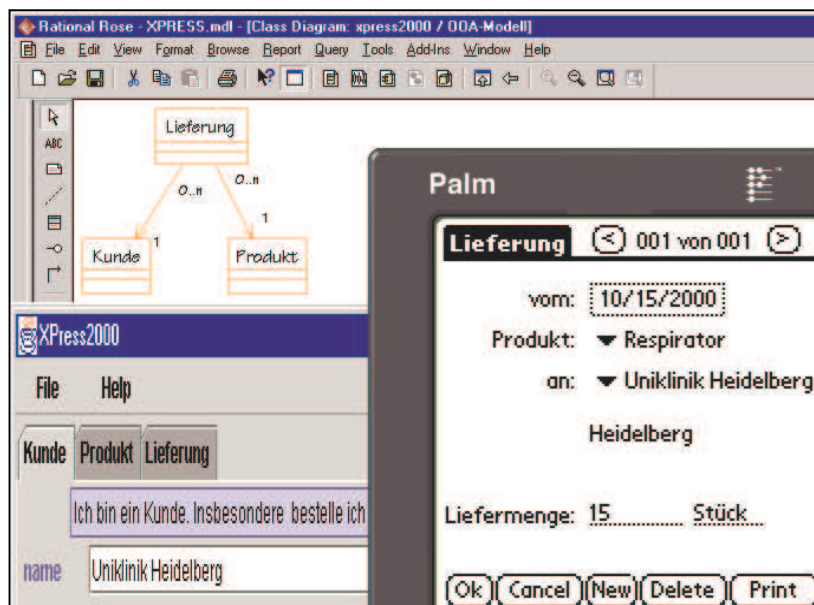 Rational Rose - XPRESS.mdl - [Class Diagram: xpress2000 / OOA-Modell]
File Edit View Format Browse Report Query Tools Add-Ins Window Help
ABC
Lieferung
0..n 0..n
1 1
Kunde Produkt
XPress2000
File Help
Kunde Produkt Lieferung
Ich bin ein Kunde. Insbesondere bestelle ich
name Uniklinik Heidelberg
Palm
Lieferung 001 von 001
vom: 10/15/2000
Produkt: Respirator
an: Uniklinik Heidelberg
Heidelberg
Liefermenge: 15 Stück
Ok Cancel New Delete Print